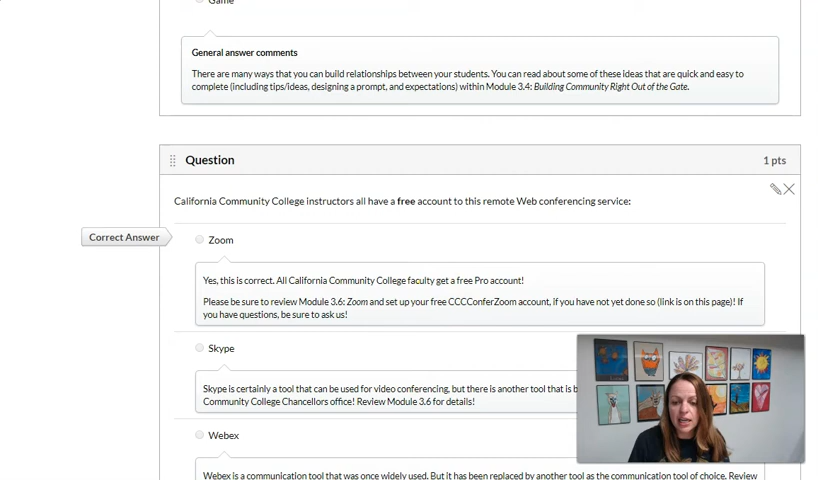 Game
General answer comments
There are many ways that you can build relationships between your students. You can read about some of these ideas that are quick and easy to
complete (including tips/ideas, designing a prompt, and expectations) within Module 3.4: Building Community Right Out of the Gate.
Question
1 pts
California Community College instructors all have a free account to this remote Web conferencing service:
Correct Answer
Zoom
Yes, this is correct. All California Community College faculty get a free Pro account!
Please be sure to review Module 3.6: Zoom and set up your free CCCConferZoom account, if you have not yet done so (link is on this page)! If
you have questions, be sure to ask us!
Skype
Skype is certainly a tool that can be used for video conferencing, but there is another tool that is
Community College Chancellors office! Review Module 3.6 for details!
Webex
Webex is a communication tool that was once widely used. But it has been replaced by another tool as the communication tool of choice. Review